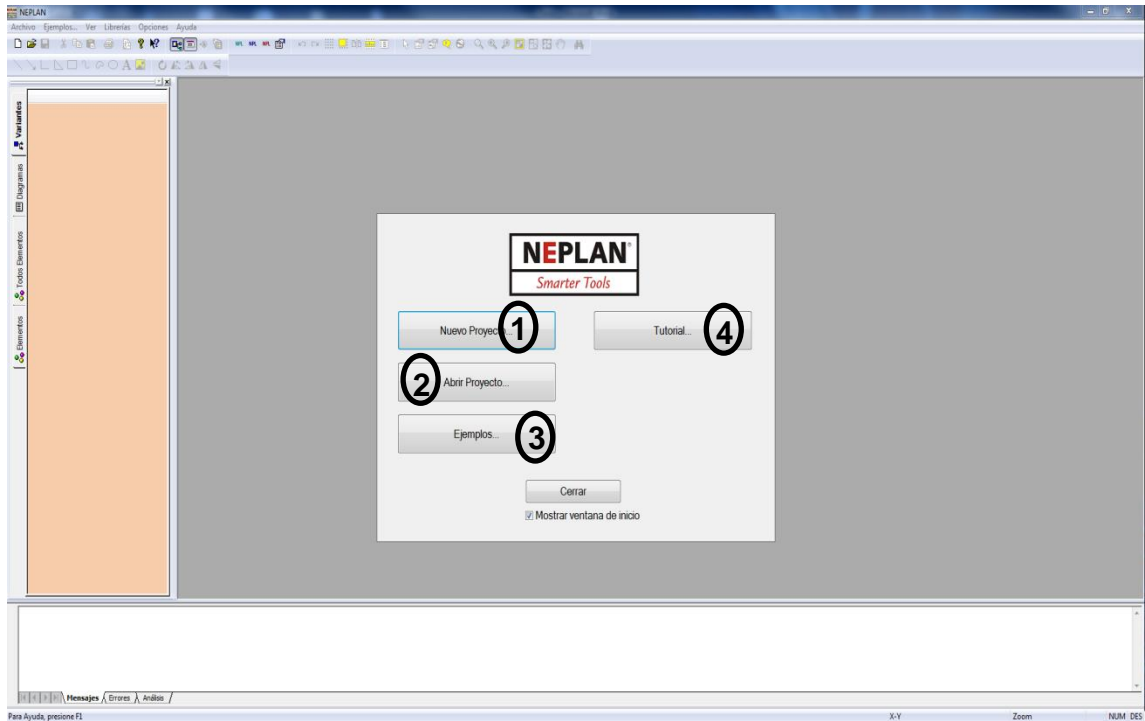 NEPLAN
Archivo Ejemplos... Ver Librerías Opciones Ayuda
Variantes
Diagramas
Todos Elementos
Elementos
NEPLAN®
Smarter Tools
Nuevo Proyecto... 1
Tutorial... 4
2 Abrir Proyecto...
Ejemplos... 3
Cerrar
Mostrar ventana de inicio
Mensajes Errores Análisis
Para Ayuda, presione F1 X-Y Zoom NUM DES